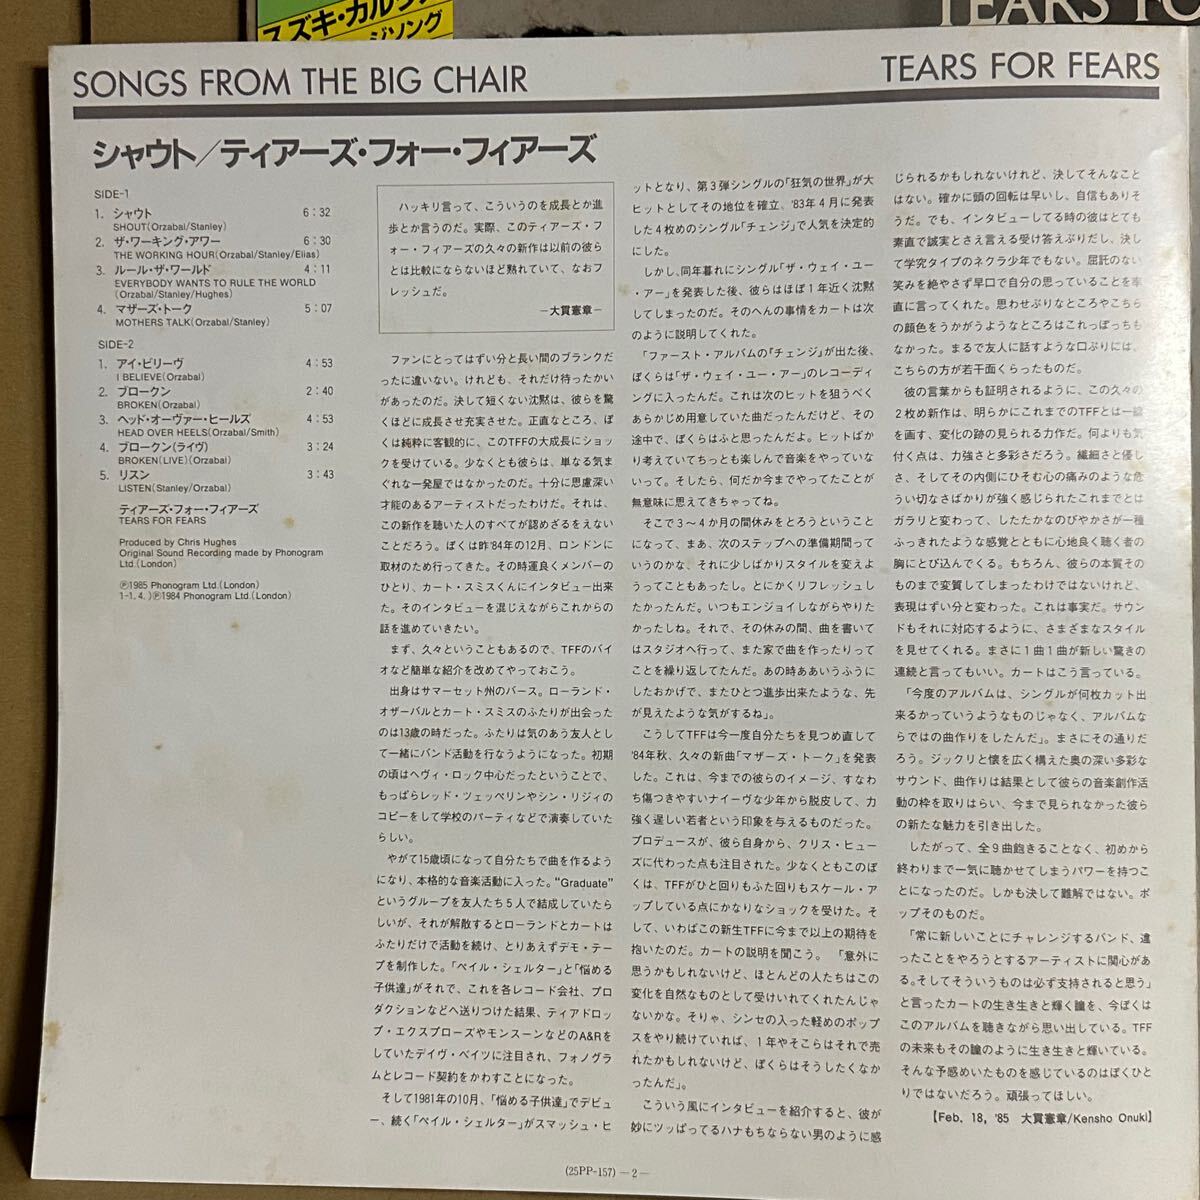 スズキ・カルタス
ジソング
TEARS FO
SONGS FROM THE BIG CHAIR
TEARS FOR FEARS
シャウト／ティアーズ・フォー・フィアーズ
SIDE-1
1. シャウト 6：32
SHOUT(Orzabal/Stanley)
2. ザ・ワーキング・アワー 6：30
THE WORKING HOUR(Orzabal/Stanley/Elias)
3. ルール・ザ・ワールド 4：11
EVERYBODY WANTS TO RULE THE WORLD
(Orzabal/Stanley/Hughes)
4. マザーズ・トーク 5：07
MOTHERS TALK(Orzabal/Stanley)
SIDE-2
1. アイ・ビリーヴ 4：53
I BELIEVE(Orzabal)
2. ブロークン 2：40
BROKEN(Orzabal)
3. ヘッド・オーヴァー・ヒールズ 4：53
HEAD OVER HEELS(Orzabal/Smith)
4. ブロークン(ライヴ) 3：24
BROKEN(LIVE)(Orzabal)
5. リスン 3：43
LISTEN(Stanley/Orzabal)
ティアーズ・フォー・フィアーズ
TEARS FOR FEARS
Produced by Chris Hughes
Original Sound Recording made by Phonogram
Ltd.(London)
Ⓟ1985 Phonogram Ltd.(London)
1-1.4.)Ⓟ1984 Phonogram Ltd.(London)
ハッキリ言って、こういうのを成長とか進
歩とか言うのだ。実際、このティアーズ・フ
ォー・フィアーズの久々の新作は以前の彼ら
とは比較にならないほど黙れていて、なおフ
レッシュだ。
—大貫憲章—
ファンにとってはずい分と長い間のブランクだ
ったに違いない。けれども、それだけ待ったかい
があったのだ。決して短くない沈黙は、彼らを驚
くほどに成長させ充実させた。正直なところ、ぼ
くは純粋に客観的に、このTFFの大成長にショッ
クを受けている。少なくとも彼らは、単なる気ま
ぐれな一発屋ではなかったのだ。十分に思慮深い
才能のあるアーティストだったわけだ。それは、
この新作を聴いた人のすべてが認めざるをえない
ことだろう。ぼくは昨'84年の12月、ロンドンに
取材のため行ってきた。その時運良くメンバーの
ひとり、カート・スミスくんにインタビュー出来
た。そのインタビューを混じえながらこれからの
話を進めていきたい。
まず、久々ということもあるので、TFFのバイ
オなど簡単な紹介を改めてやっておこう。
出身はサマーセット州のバース。ローランド・
オザーバルとカート・スミスのふたりが出会った
のは13歳の時だった。ふたりは気のあう友人とし
て一緒にバンド活動を行なうようになった。初期
の頃はヘヴィ・ロック中心だったということで、
もっぱらレッド・ツェッペリンやシン・リジィの
コピーをして学校のパーティなどで演奏していた
らしい。
やがて15歳頃になって自分たちで曲を作るよう
になり、本格的な音楽活動に入った。“Graduate”
というグループを友人たち5人で結成していたら
しいが、それが解散するとローランドとカートは
ふたりだけで活動を続け、とりあえずデモ・テー
プを制作した。「ペイル・シェルター」と「悩める
子供達」がそれで、これを各レコード会社、プロ
ダクションなどへ送りつけた結果、ティアドロッ
プ・エクスプローズやモンスーンなどのA&Rを
していたデイヴ・ベイツに注目され、フォノグラ
ムとレコード契約をかわすことになった。
そして1981年の10月、「悩める子供達」でデビュ
ー、続く「ペイル・シェルター」がスマッシュ・ヒ
ットとなり、第3弾シングルの「狂気の世界」が大
ヒットとしてその地位を確立、'83年4月に発表
した4枚めのシングル「チェンジ」で人気を決定的
にした。
しかし、同年暮れにシングル「ザ・ウェイ・ユー
・アー」を発表した後、彼らはほぼ1年近く沈黙
してしまったのだ。そのへんの事情をカートは次
のように説明してくれた。
「ファースト・アルバムの「チェンジ」が出た後、
ぼくらは「ザ・ウェイ・ユー・アー」のレコーディ
ングに入ったんだ。これは次のヒットを狙うべく
あらかじめ用意していた曲だったんだけど、その
途中で、ぼくらはふと思ったんだよ。ヒットばか
り考えていてちっとも楽しんで音楽をやっていな
いって。そしたら、何だか今までやってたことが
無意味に思えてきちゃってね。
そこで3〜4か月の間休みをとろうということ
になって、まあ、次のステップへの準備期間って
いうのかな、それに少しばかりスタイルを変えよ
うってこともあったし。とにかくリフレッシュし
たかったんだ。いつもエンジョイしながらやりた
かったしね。それで、その休みの間、曲を書いて
はスタジオへ行って、また家で曲を作ったりって
ことを繰り返してたんだ。あの時ああいうふうに
したおかげで、またひとつ進歩出来たような、先
が見えたような気がするね」。
こうしてTFFは今一度自分たちを見つめ直して
'84年秋、久々の新曲「マザーズ・トーク」を発表
した。これは、今までの彼らのイメージ、すなわ
ち傷つきやすいナイーヴな少年から脱皮して、力
強く逞しい若者という印象を与えるものだった。
プロデュースが、彼ら自身から、クリス・ヒュー
ズに代わった点も注目された。少なくともこのぼ
くは、TFFがひと回りもふた回りもスケール・ア
ップしている点にかなりなショックを受けた。そ
して、いわばこの新生TFFに今まで以上の期待を
抱いたのだ。カートの説明を聞こう。「意外に
思うかもしれないけど、ほとんどの人たちはこの
変化を自然なものとして受けいれてくれたんじゃ
ないかな。そりゃ、シンセの入った軽めのポップ
スをやり続けていれば、1年やそこらはそれで売
れたかもしれないけど、ぼくらはそうしたくなか
ったんだ」。
こういう風にインタビューを紹介すると、彼が
妙にツッぱってるハナもちならない男のように感
じられるかもしれないけれど、決してそんなこと
はない。確かに頭の回転は早いし、自信もありそ
うだ。でも、インタビューしてる時の彼はとても
素直で誠実とさえ言える受け答えぶりだし、決し
て学究タイプのネクラ少年でもない。屈託のない
笑みを絶やさず早口で自分の思っていることを率
直に言ってくれた。思わせぶりなところやこちら
の顔色をうかがうようなところはこれっぽっちも
なかった。まるで友人に話すような口ぶりには、
こちらの方が若干面くらったものだ。
彼の言葉からも証明されるように、この久々の
2枚め新作は、明らかにこれまでのTFFとは一線
を画す、変化の跡の見られる力作だ。何よりも気
付く点は、力強さと多彩さだろう。繊細さと優し
さ、そしてその内側にひそむ心の痛みのような危
うい切なさばかりが強く感じられたこれまでとは
ガラリと変わって、したたかなのびやかさが一種
ふっきれたような感覚とともに心地良く聴く者の
胸にとび込んでくる。もちろん、彼らの本質その
ものまで変質してしまったわけではないけれど、
表現はずい分と変わった。これは事実だ。サウン
ドもそれに対応するように、さまざまなスタイル
を見せてくれる。まさに1曲1曲が新しい驚きの
連続と言ってもいい。カートはこう言っている。
「今度のアルバムは、シングルが何枚カット出
来るかっていうようなものじゃなく、アルバムな
らではの曲作りをしたんだ」。まさにその通りだ
ろう。ジックリと懐を広く構えた奥の深い多彩な
サウンド、曲作りは結果として彼らの音楽創作活
動の枠を取りはらい、今まで見られなかった彼ら
の新たな魅力を引き出した。
したがって、全9曲飽きることなく、初めから
終わりまで一気に聴かせてしまうパワーを持つこ
とになったのだ。しかも決して難解ではない。ポ
ップそのものだ。
「常に新しいことにチャレンジするバンド、違
ったことをやろうとするアーティストに関心があ
る。そしてそういうものは必ず支持されると思う」
と言ったカートの生き生きと輝く瞳を、今ぼくは
このアルバムを聴きながら思い出している。TFF
の未来もその瞳のように生き生きと輝いている。
そんな予感めいたものを感じているのはぼくひと
りではないだろう。頑張ってほしい。
【Feb. 18, '85 大貫憲章/Kensho Onuki】
(25PP-157) —2—